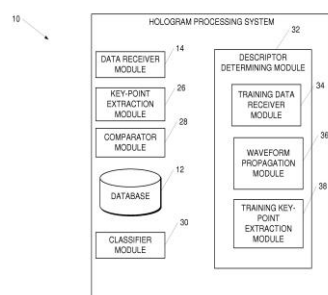 10
HOLOGRAM PROCESSING SYSTEM
32
DATA RECEIVER
MODULE
14
KEY-POINT
EXTRACTION
MODULE
26
COMPARATOR
MODULE
28
DATABASE
12
CLASSIFIER
MODULE
30
DESCRIPTOR
DETERMINING MODULE
TRAINING DATA
RECEIVER
MODULE
34
WAVEFORM
PROPAGATION
MODULE
36
TRAINING KEY-
POINT
EXTRACTION
MODULE
38